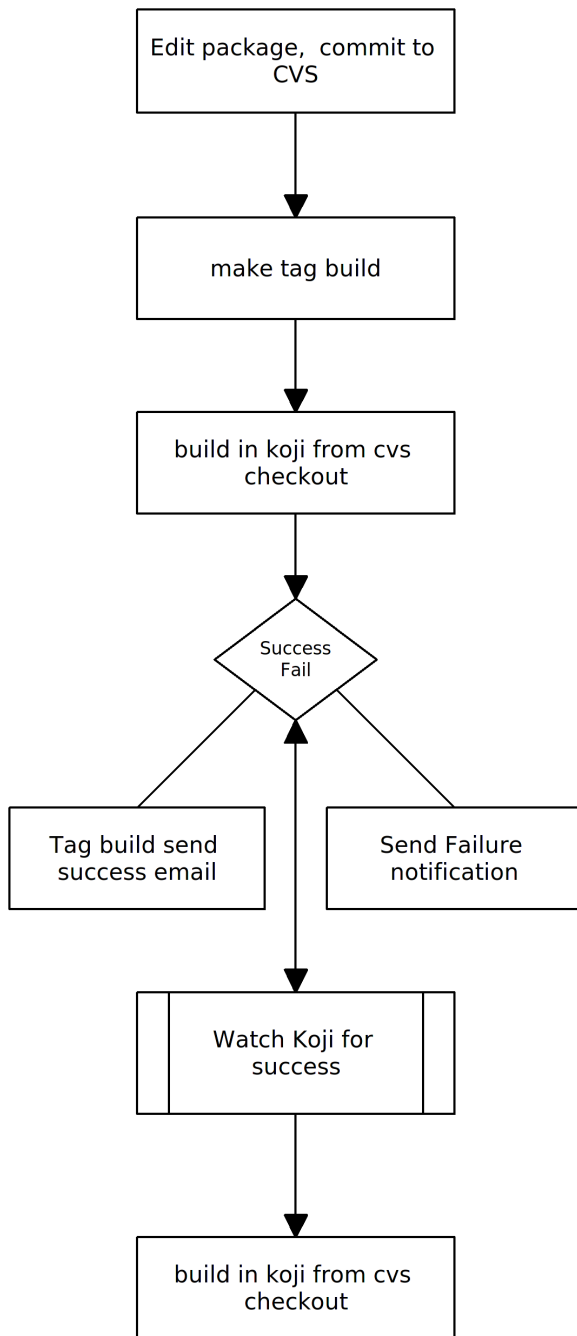 Edit package,  commit to
CVS
make tag build
build in koji from cvs
checkout
Success
Fail
Tag build send
success email
Send Failure
notification
Watch Koji for
success
build in koji from cvs
checkout